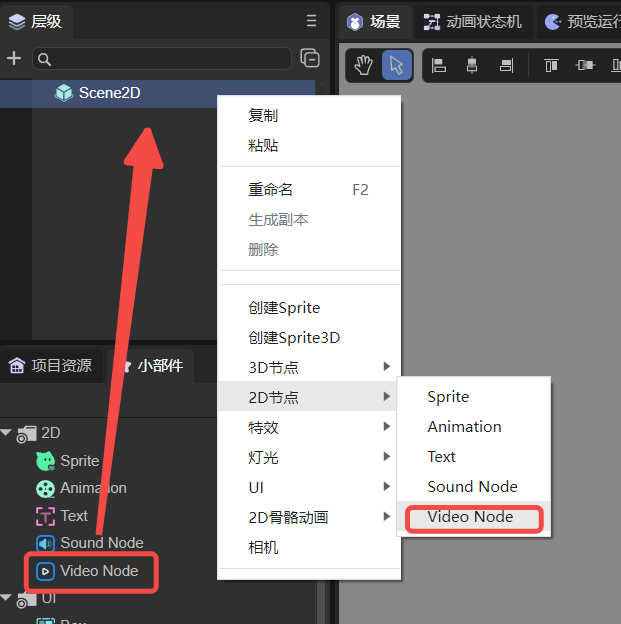 层级
场景
动画状态机
预览运行
Scene2D
复制
粘贴
重命名 F2
生成副本
删除
创建Sprite
创建Sprite3D
3D节点
2D节点
特效
灯光
UI
2D骨骼动画
相机
Sprite
Animation
Text
Sound Node
Video Node
项目资源
小部件
2D
Sprite
Animation
Text
Sound Node
Video Node
UI